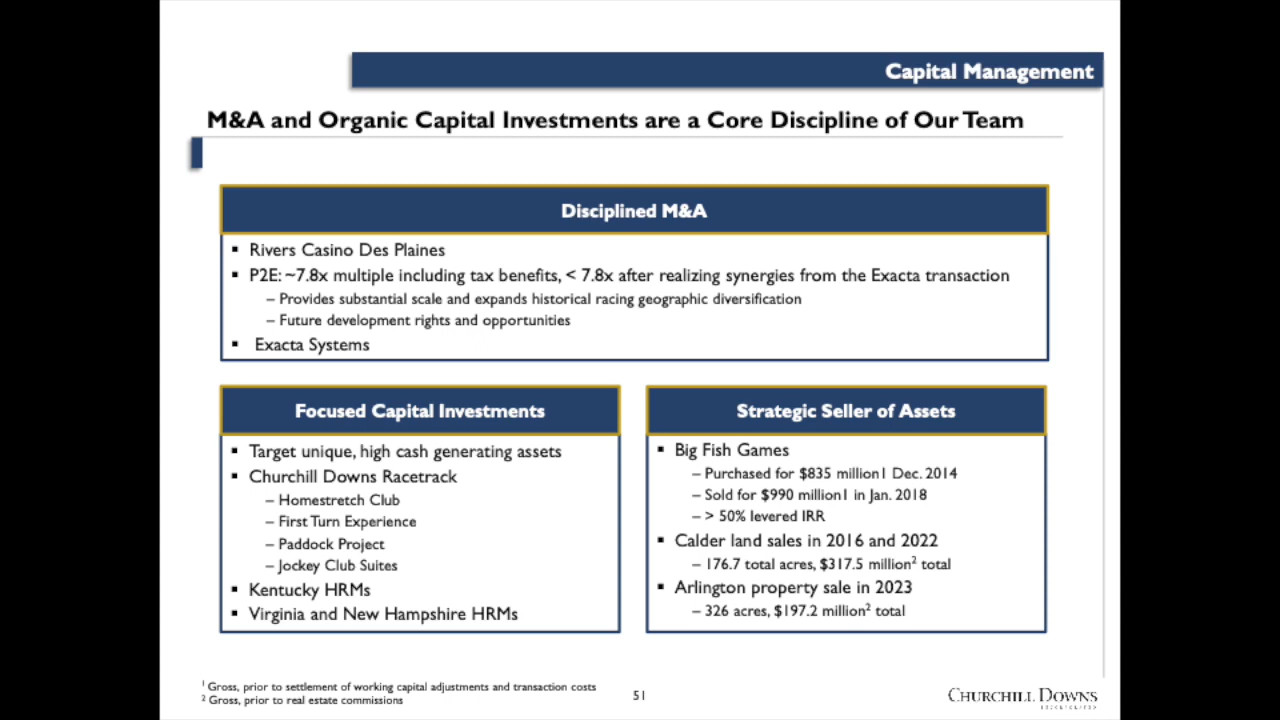 Capital Management
M&A and Organic Capital Investments are a Core Discipline of Our Team
Disciplined M&A
▪ Rivers Casino Des Plaines
▪ P2E: ~7.8x multiple including tax benefits, < 7.8x after realizing synergies from the Exacta transaction
– Provides substantial scale and expands historical racing geographic diversification
– Future development rights and opportunities
▪ Exacta Systems
Focused Capital Investments
▪ Target unique, high cash generating assets
▪ Churchill Downs Racetrack
– Homestretch Club
– First Turn Experience
– Paddock Project
– Jockey Club Suites
▪ Kentucky HRMs
▪ Virginia and New Hampshire HRMs
Strategic Seller of Assets
▪ Big Fish Games
– Purchased for $835 million1 Dec. 2014
– Sold for $990 million1 in Jan. 2018
– > 50% levered IRR
▪ Calder land sales in 2016 and 2022
– 176.7 total acres, $317.5 million² total
▪ Arlington property sale in 2023
– 326 acres, $197.2 million² total
¹ Gross, prior to settlement of working capital adjustments and transaction costs
² Gross, prior to real estate commissions
51
CHURCHILL DOWNS